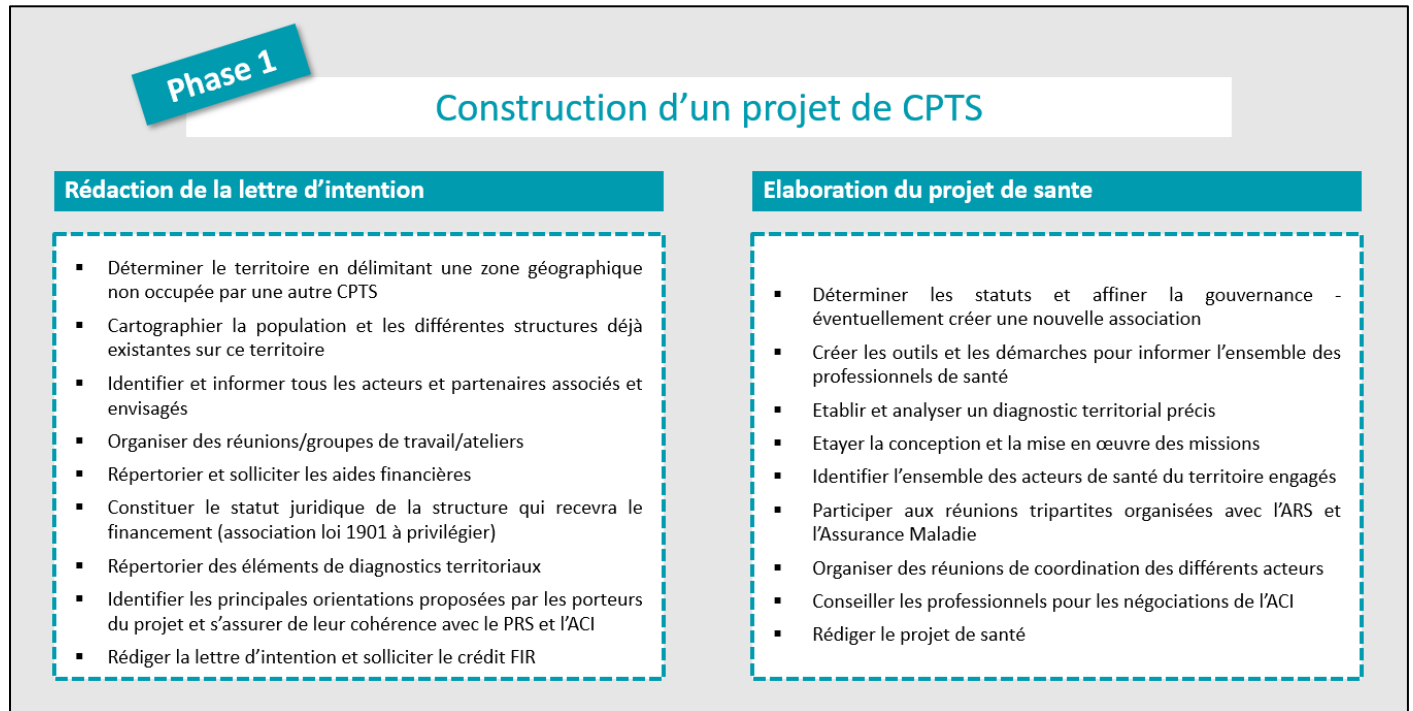 Phase 1
Construction d’un projet de CPTS
Rédaction de la lettre d’intention
▪ Déterminer le territoire en délimitant une zone géographique
non occupée par une autre CPTS
▪ Cartographier la population et les différentes structures déjà
existantes sur ce territoire
▪ Identifier et informer tous les acteurs et partenaires associés et
envisagés
▪ Organiser des réunions/groupes de travail/ateliers
▪ Répertorier et solliciter les aides financières
▪ Constituer le statut juridique de la structure qui recevra le
financement (association loi 1901 à privilégier)
▪ Répertorier des éléments de diagnostics territoriaux
▪ Identifier les principales orientations proposées par les porteurs
du projet et s’assurer de leur cohérence avec le PRS et l’ACI
▪ Rédiger la lettre d’intention et solliciter le crédit FIR
Elaboration du projet de sante
▪ Déterminer les statuts et affiner la gouvernance -
éventuellement créer une nouvelle association
▪ Créer les outils et les démarches pour informer l’ensemble des
professionnels de santé
▪ Etablir et analyser un diagnostic territorial précis
▪ Etayer la conception et la mise en œuvre des missions
▪ Identifier l’ensemble des acteurs de santé du territoire engagés
▪ Participer aux réunions tripartites organisées avec l’ARS et
l’Assurance Maladie
▪ Organiser des réunions de coordination des différents acteurs
▪ Conseiller les professionnels pour les négociations de l’ACI
▪ Rédiger le projet de santé